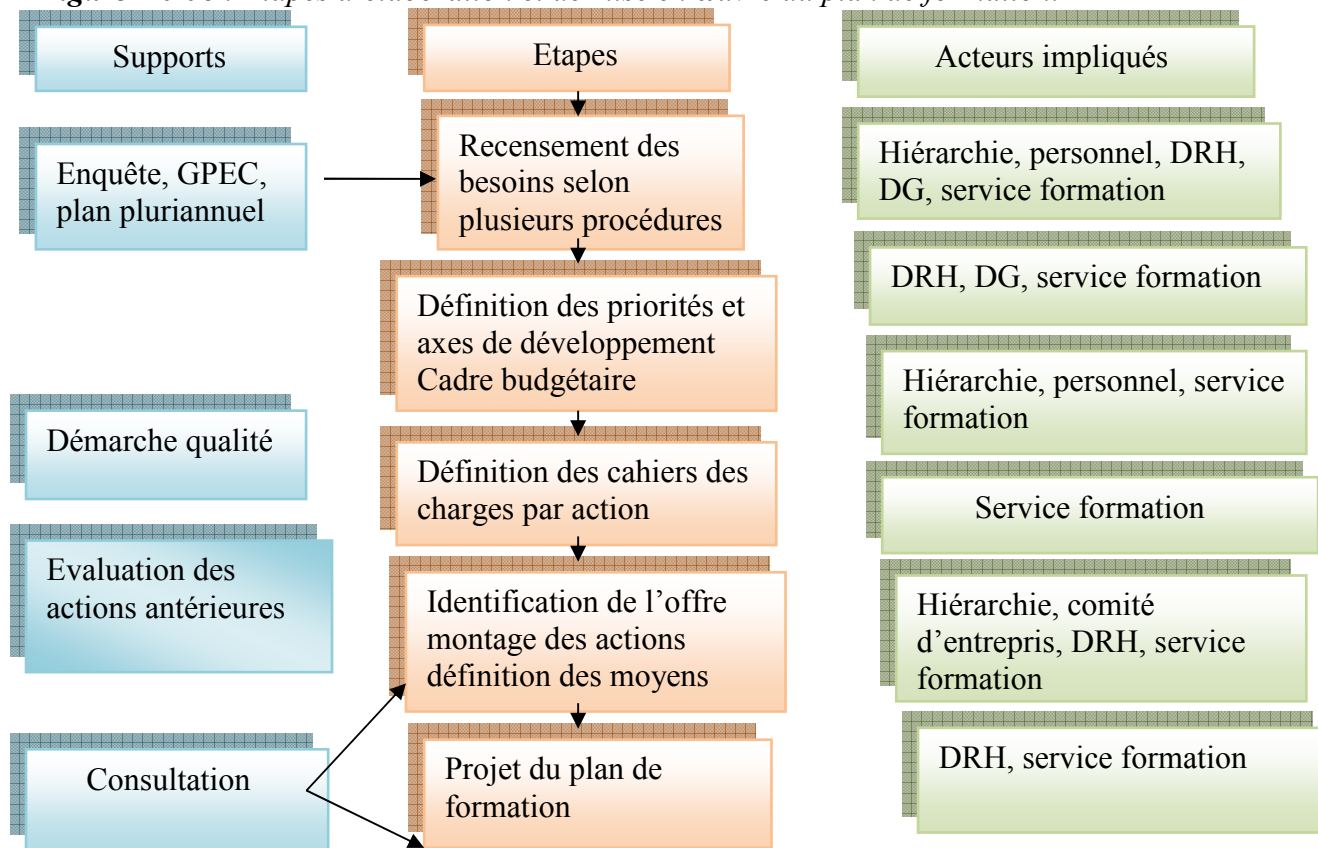 Supports
Etapes
Acteurs impliqués
Enquête, GPEC,
plan pluriannuel
Recensement des
besoins selon
plusieurs procédures
Hiérarchie, personnel, DRH,
DG, service formation
Définition des priorités et
axes de développement
Cadre budgétaire
DRH, DG, service formation
Démarche qualité
Définition des cahiers des
charges par action
Hiérarchie, personnel, service
formation
Evaluation des
actions antérieures
Identification de l’offre
montage des actions
définition des moyens
Service formation
Hiérarchie, comité
d’entrepris, DRH, service
formation
Consultation
Projet du plan de
formation
DRH, service formation